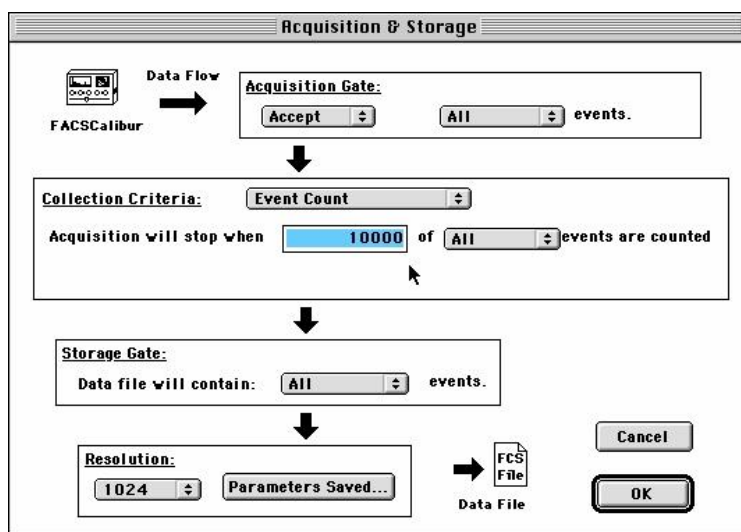 Acquisition & Storage
Data Flow
FACSCalibur
Acquisition Gate:
Accept All events.
Collection Criteria: Event Count
Acquisition will stop when 10000 of All events are counted
Storage Gate:
Data file will contain: All events.
Resolution:
1024 Parameters Saved...
FCS
File
Data File
Cancel
OK